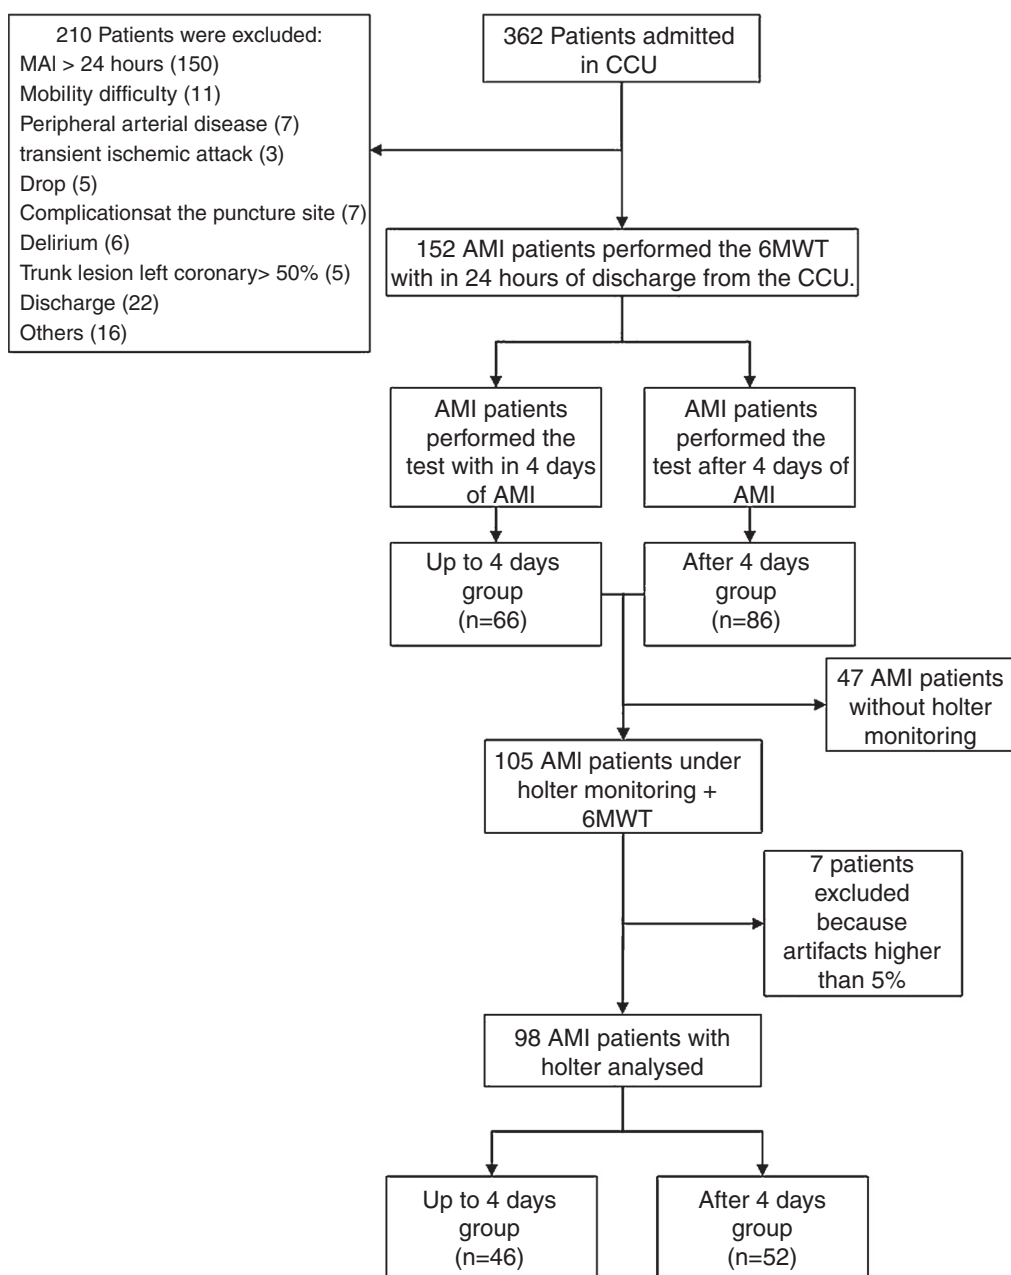 210 Patients were excluded:
MAI > 24 hours (150)
Mobility difficulty (11)
Peripheral arterial disease (7)
transient ischemic attack (3)
Drop (5)
Complicationsat the puncture site (7)
Delirium (6)
Trunk lesion left coronary> 50% (5)
Discharge (22)
Others (16)
362 Patients admitted
in CCU
152 AMI patients performed the 6MWT
with in 24 hours of discharge from the CCU.
AMI patients
performed the
test with in 4 days
of AMI
AMI patients
performed the
test after 4 days of
AMI
Up to 4 days
group
(n=66)
After 4 days
group
(n=86)
47 AMI patients
without holter
monitoring
105 AMI patients under
holter monitoring +
6MWT
7 patients
excluded
because
artifacts higher
than 5%
98 AMI patients with
holter analysed
Up to 4 days
group
(n=46)
After 4 days
group
(n=52)